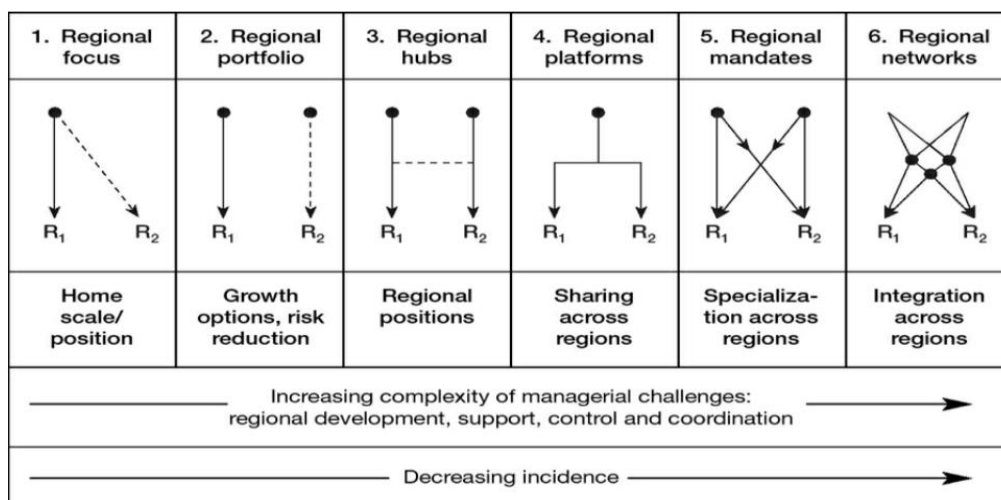 1. Regional
focus
2. Regional
portfolio
3. Regional
hubs
4. Regional
platforms
5. Regional
mandates
6. Regional
networks
R₁
R₂
R₁
R₂
R₁
R₂
R₁
R₂
R₁
R₂
R₁
R₂
Home
scale/
position
Growth
options, risk
reduction
Regional
positions
Sharing
across
regions
Specializa-
tion across
regions
Integration
across
regions
Increasing complexity of managerial challenges:
regional development, support, control and coordination
Decreasing incidence